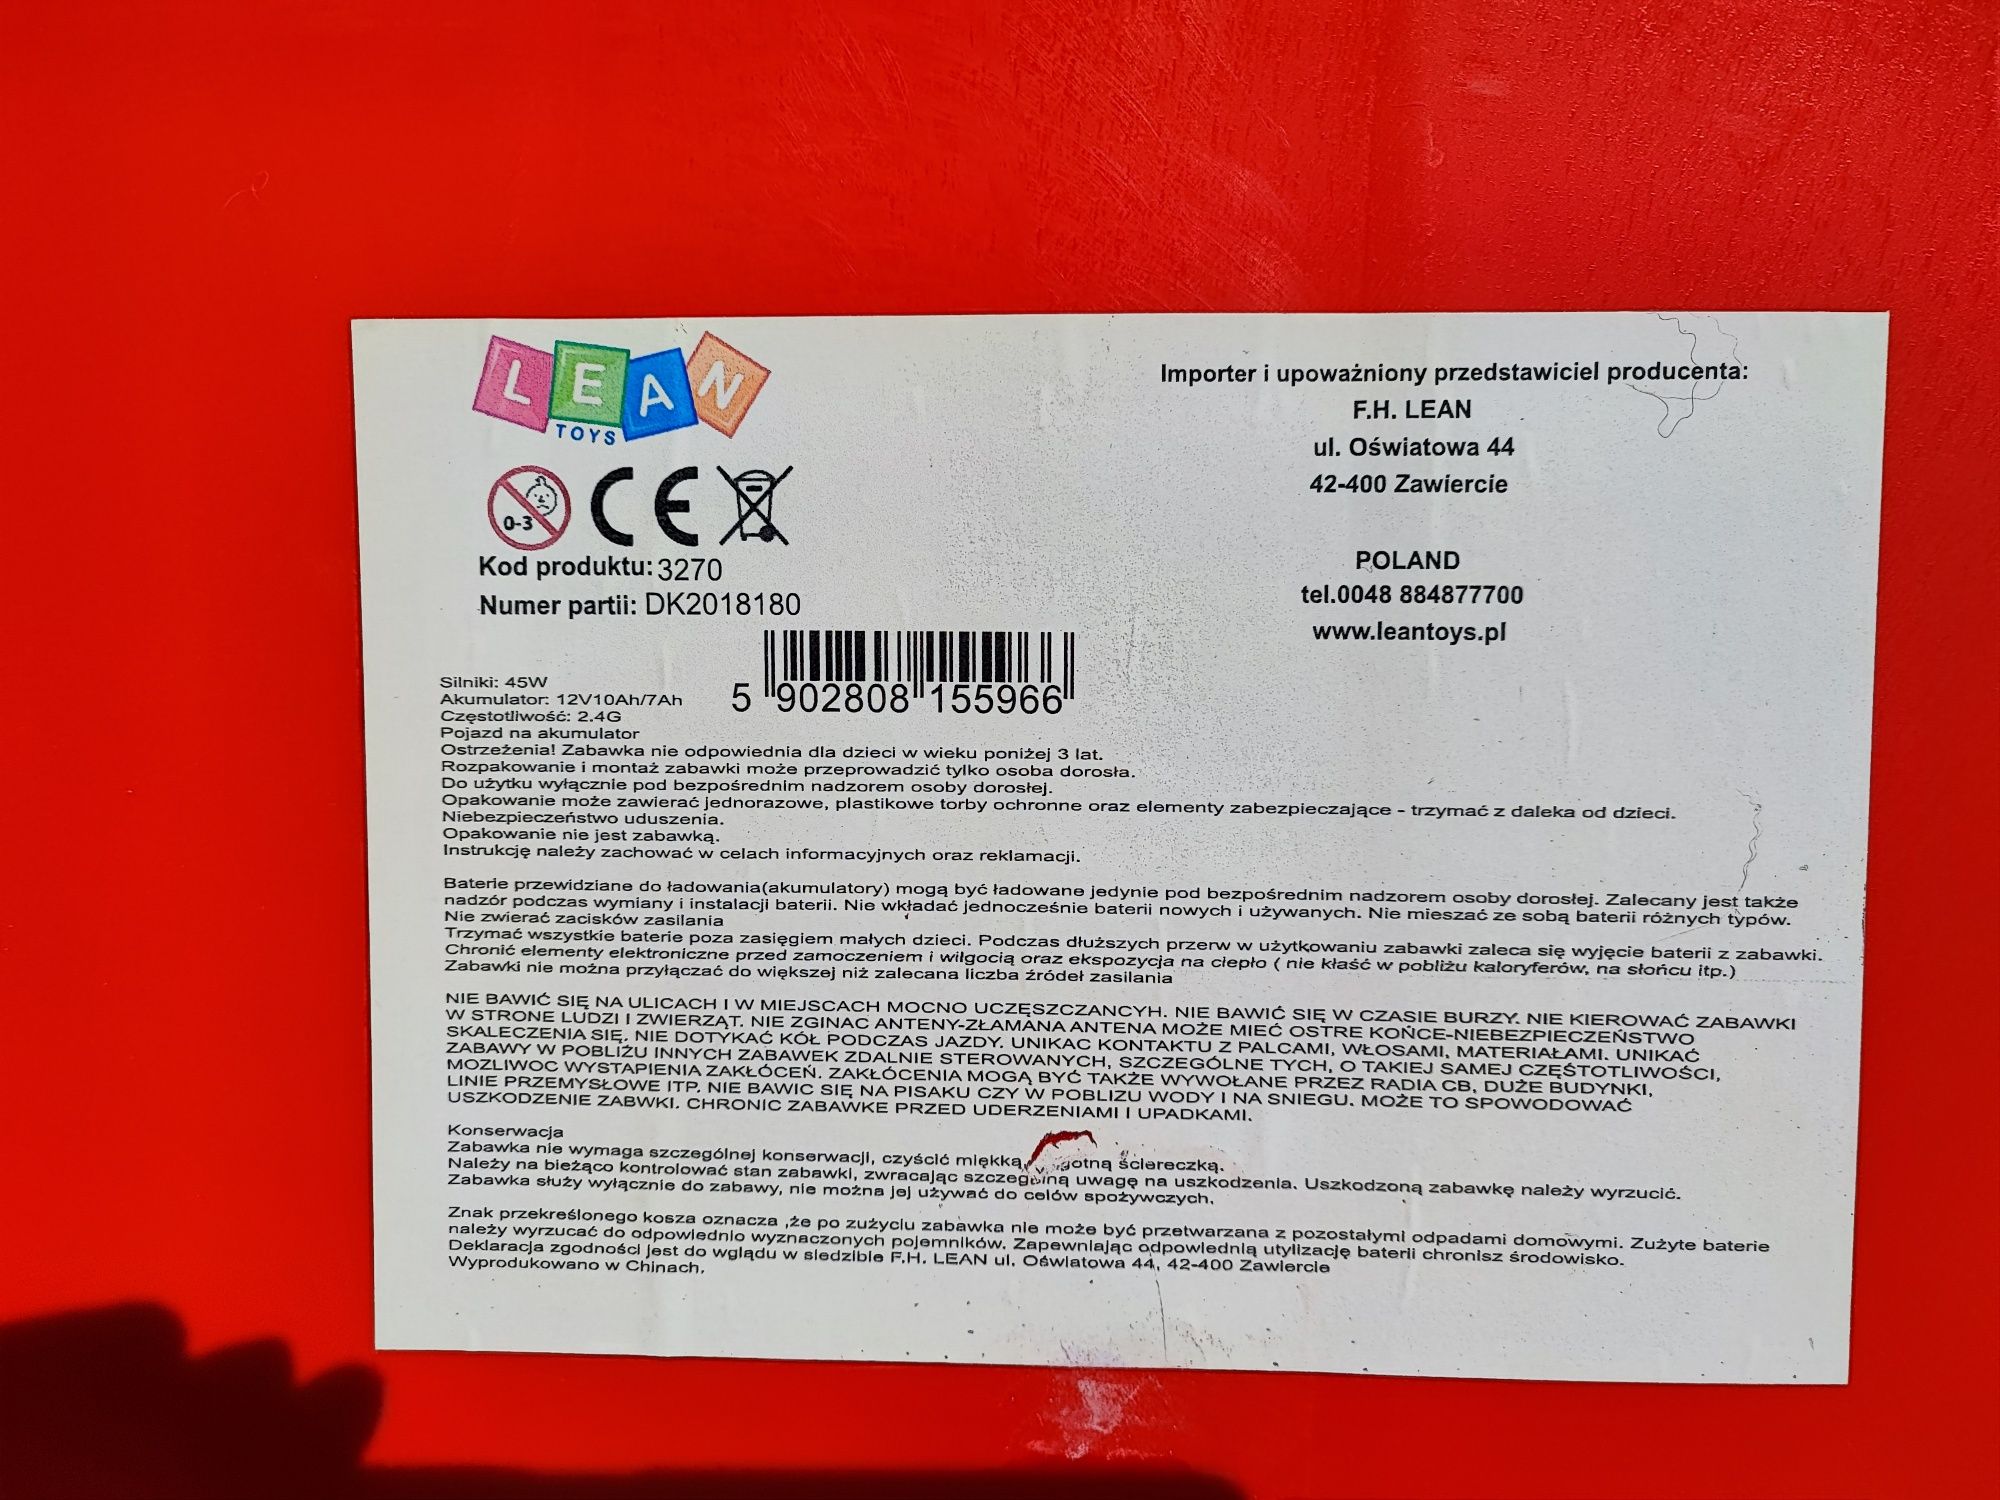 LEAN
TOYS
0-3
CE
Kod produktu: 3270
Numer partii: DK2018180
Importer i upoważniony przedstawiciel producenta:
F.H. LEAN
ul. Oświatowa 44
42-400 Zawiercie
POLAND
tel.0048 884877700
www.leantoys.pl
5 902808 155966
Silniki: 45W
Akumulator: 12V10Ah/7Ah
Częstotliwość: 2.4G
Pojazd na akumulator
Ostrzeżenia! Zabawka nie odpowiednia dla dzieci w wieku poniżej 3 lat.
Rozpakowanie i montaż zabawki może przeprowadzić tylko osoba dorosła.
Do użytku wyłącznie pod bezpośrednim nadzorem osoby dorosłej.
Opakowanie może zawierać jednorazowe, plastikowe torby ochronne oraz elementy zabezpieczające - trzymać z daleka od dzieci.
Niebezpieczeństwo uduszenia.
Opakowanie nie jest zabawką.
Instrukcję należy zachować w celach informacyjnych oraz reklamacji.
Baterie przewidziane do ładowania(akumulatory) mogą być ładowane jedynie pod bezpośrednim nadzorem osoby dorosłej. Zalecany jest także
nadzór podczas wymiany i instalacji baterii. Nie wkładać jednocześnie baterii nowych i używanych. Nie mieszać ze sobą baterii różnych typów.
Nie zwierać zacisków zasilania
Trzymać wszystkie baterie poza zasięgiem małych dzieci. Podczas dłuższych przerw w użytkowaniu zabawki zaleca się wyjęcie baterii z zabawki.
Chronić elementy elektroniczne przed zamoczeniem i wilgocią oraz ekspozycja na ciepło ( nie kłaść w pobliżu kaloryferów, na słońcu itp.)
Zabawki nie można przyłączać do większej niż zalecana liczba źródeł zasilania
NIE BAWIĆ SIĘ NA ULICACH I W MIEJSCACH MOCNO UCZĘSZCZANCYH. NIE BAWIĆ SIĘ W CZASIE BURZY. NIE KIEROWAĆ ZABAWKI
W STRONE LUDZI I ZWIERZĄT. NIE ZGINAC ANTENY-ZŁAMANA ANTENA MOŻE MIEĆ OSTRE KOŃCE-NIEBEZPIECZEŃSTWO
SKALECZENIA SIĘ. NIE DOTYKAĆ KÓŁ PODCZAS JAZDY. UNIKAC KONTAKTU Z PALCAMI, WŁOSAMI, MATERIAŁAMI. UNIKAĆ
ZABAWY W POBLIŻU INNYCH ZABAWEK ZDALNIE STEROWANYCH, SZCZEGÓLNE TYCH, O TAKIEJ SAMEJ CZĘSTOTLIWOŚCI,
MOZLIWOC WYSTAPIENIA ZAKŁÓCEŃ. ZAKŁÓCENIA MOGĄ BYĆ TAKŻE WYWOŁANE PRZEZ RADIA CB, DUŻE BUDYNKI,
LINIE PRZEMYSŁOWE ITP. NIE BAWIC SIĘ NA PISAKU CZY W POBLIZU WODY I NA SNIEGU. MOŻE TO SPOWODOWAĆ
USZKODZENIE ZABWKI. CHRONIC ZABAWKE PRZED UDERZENIAMI I UPADKAMI.
Konserwacja
Zabawka nie wymaga szczególnej konserwacji, czyścić miękką, ściereczką.
Należy na bieżąco kontrolować stan zabawki, zwracając szczególną uwagę na uszkodzenia. Uszkodzoną zabawkę należy wyrzucić.
Zabawka służy wyłącznie do zabawy, nie można jej używać do celów spożywczych.
Znak przekreślonego kosza oznacza ,że po zużyciu zabawka nie może być przetwarzana z pozostałymi odpadami domowymi. Zużyte baterie
należy wyrzucać do odpowiednio wyznaczonych pojemników. Zapewniając odpowiednią utylizację baterii chronisz środowisko.
Deklaracja zgodności jest do wglądu w siedzibie F.H. LEAN ul. Oświatowa 44, 42-400 Zawiercie
Wyprodukowano w Chinach.